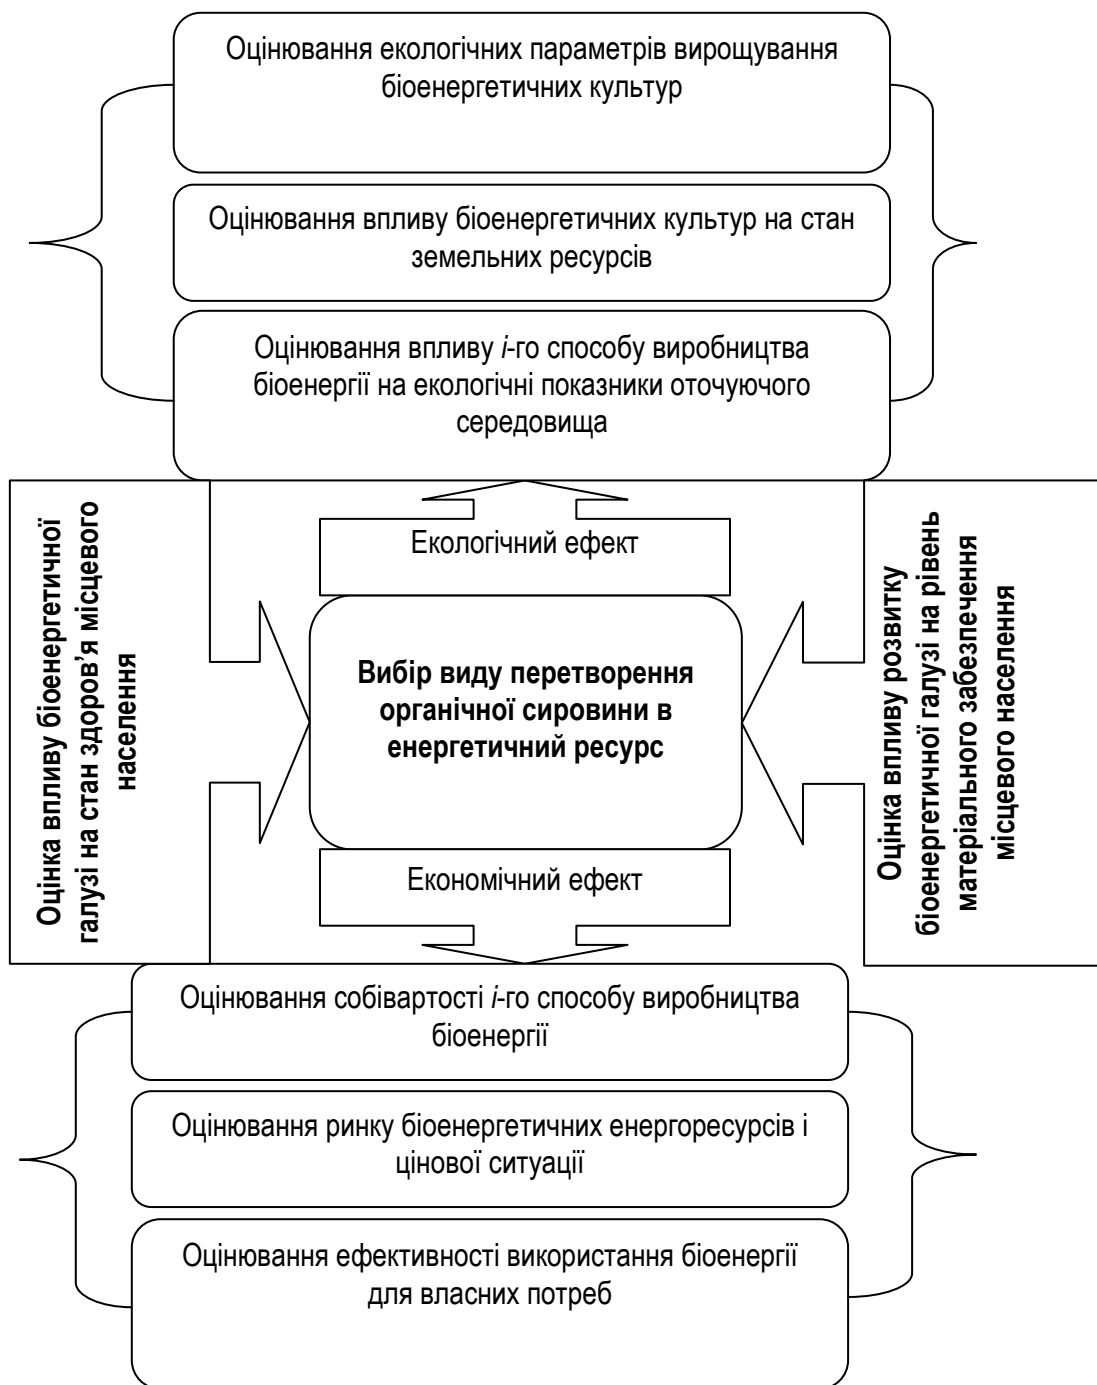 Оцінювання екологічних параметрів вирощування
біоенергетичних культур
Оцінювання впливу біоенергетичних культур на стан
земельних ресурсів
Оцінювання впливу і-го способу виробництва
біоенергії на екологічні показники оточуючого
середовища
Екологічний ефект
Оцінка впливу біоенергетичної
галузі на стан здоров’я місцевого
населення
Вибір виду перетворення
органічної сировини в
енергетичний ресурс
Оцінка впливу розвитку
біоенергетичної галузі на рівень
матеріального забезпечення
місцевого населення
Економічний ефект
Оцінювання собівартості і-го способу виробництва
біоенергії
Оцінювання ринку біоенергетичних енергоресурсів і
цінової ситуації
Оцінювання ефективності використання біоенергії
для власних потреб